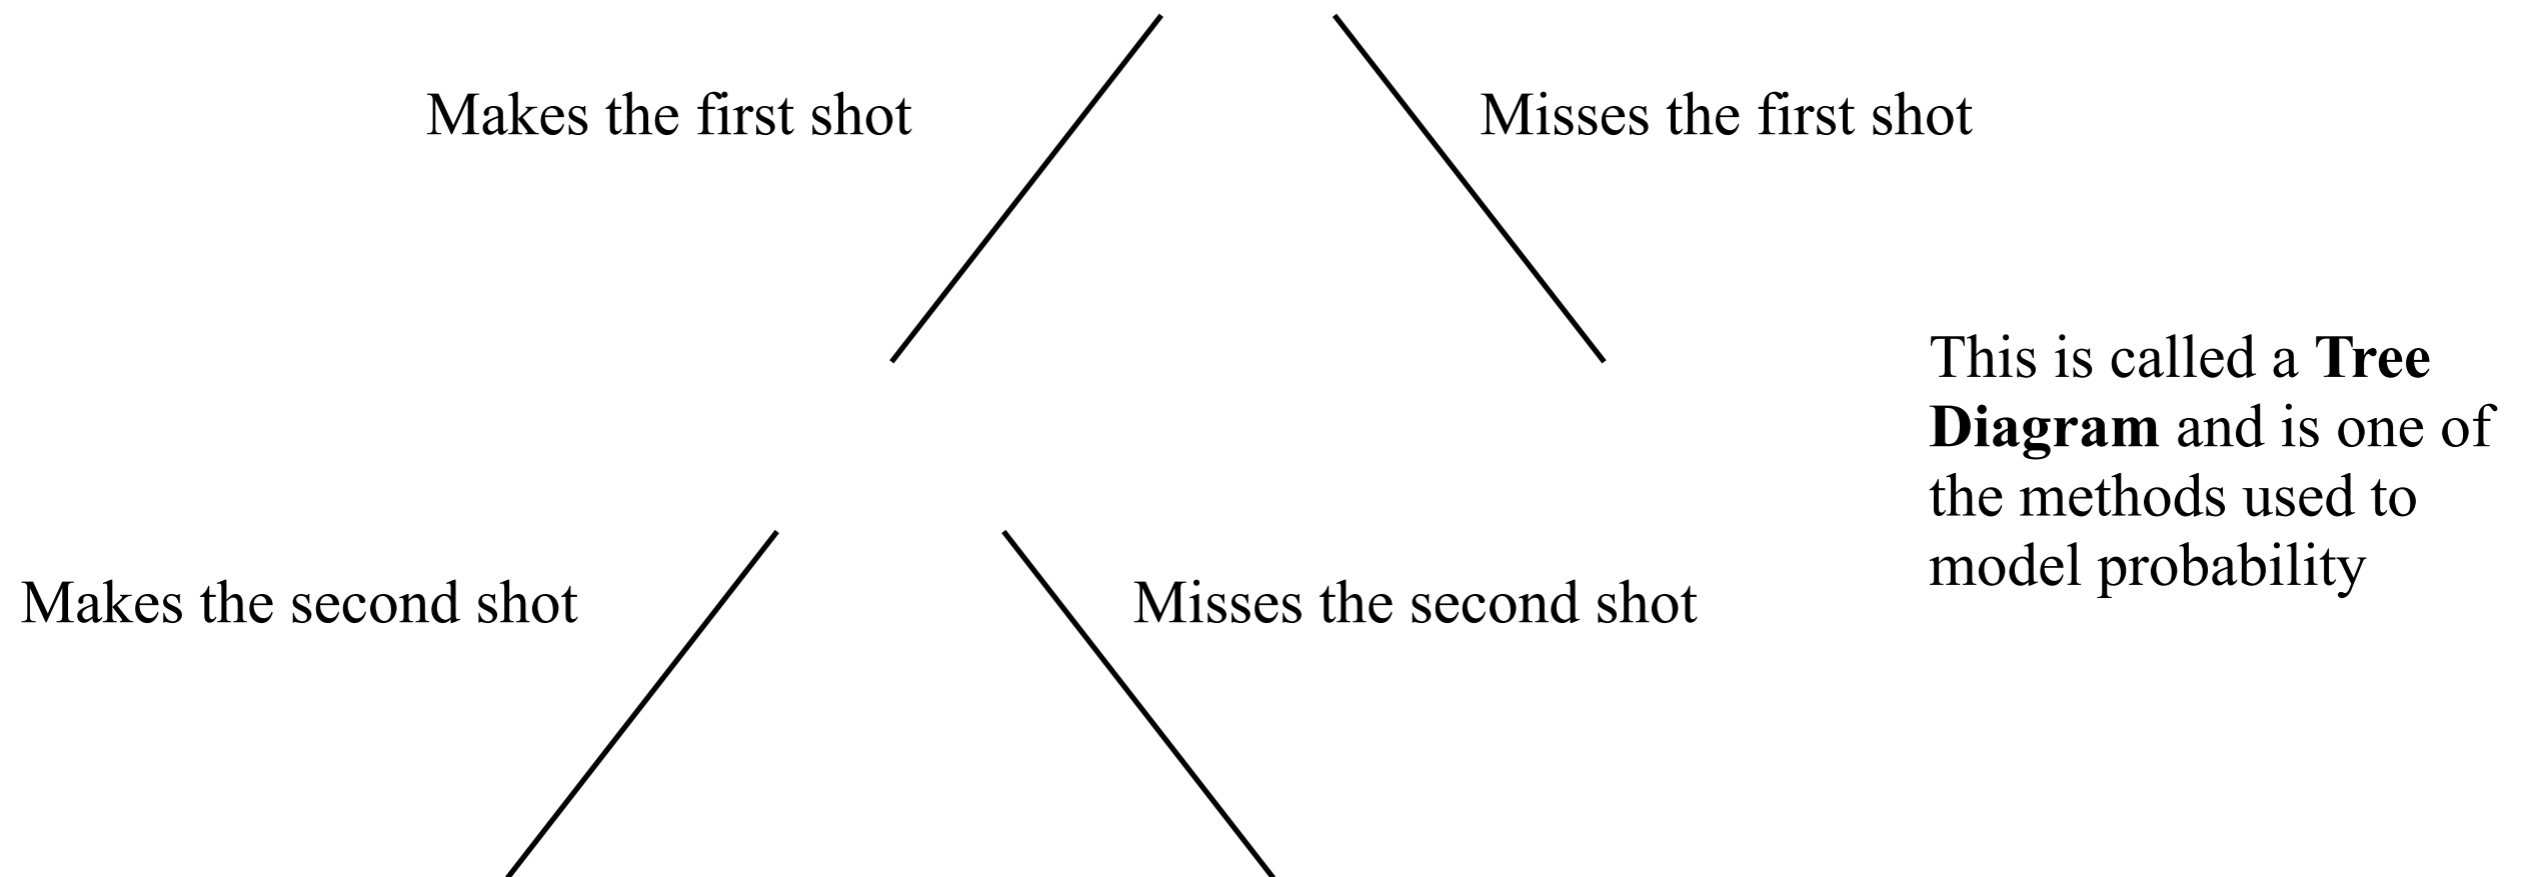 Makes the first shot
Misses the first shot
This is called a Tree
Diagram and is one of
the methods used to
model probability
Makes the second shot
Misses the second shot